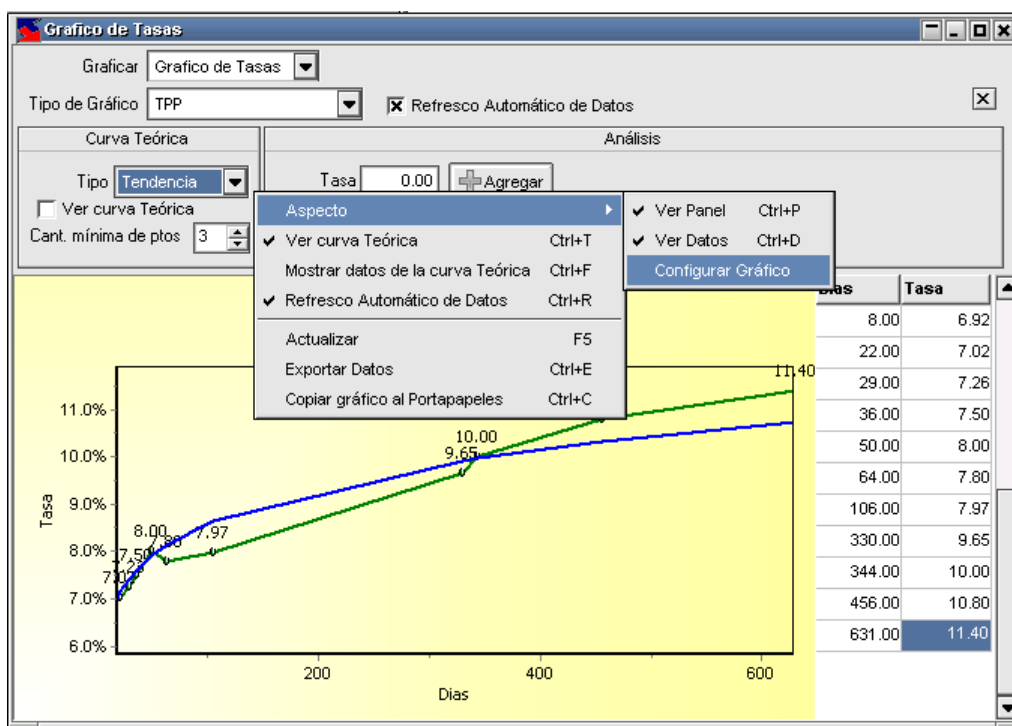 Grafico de Tasas
Graficar Grafico de Tasas
Tipo de Gráfico TPP Refresco Automático de Datos
Curva Teórica Análisis
Tipo Tendencia Tasa 0.00 Agregar
Ver curva Teórica
Cant. mínima de ptos 3
Aspecto
Ver curva Teórica Ctrl+T
Mostrar datos de la curva Teórica Ctrl+F
Refresco Automático de Datos Ctrl+R
Actualizar F5
Exportar Datos Ctrl+E
Copiar gráfico al Portapapeles Ctrl+C
Ver Panel Ctrl+P
Ver Datos Ctrl+D
Configurar Gráfico
Tasa
8.00 6.92
22.00 7.02
29.00 7.26
36.00 7.50
50.00 8.00
64.00 7.80
106.00 7.97
330.00 9.65
344.00 10.00
456.00 10.80
631.00 11.40
11.40
11.0%
10.00
10.0%
9.65
9.0%
8.00
7.97
8.0%
7.50
7.0%
6.0%
Tasa
200 400 600
Dias